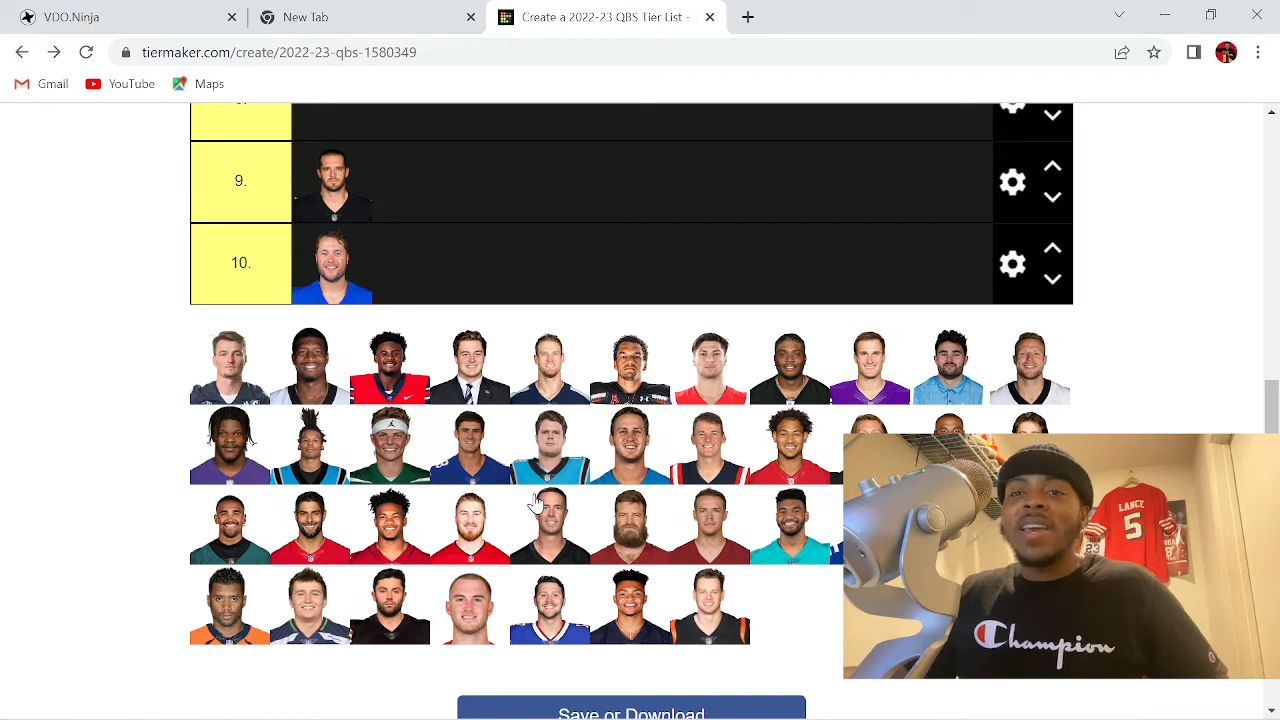 VDO.Ninja
New Tab
Create a 2022-23 QBS Tier List -
tiermaker.com/create/2022-23-qbs-1580349
Gmail
YouTube
Maps
9.
10.
LANCE
5
23
Champion
Save or Download